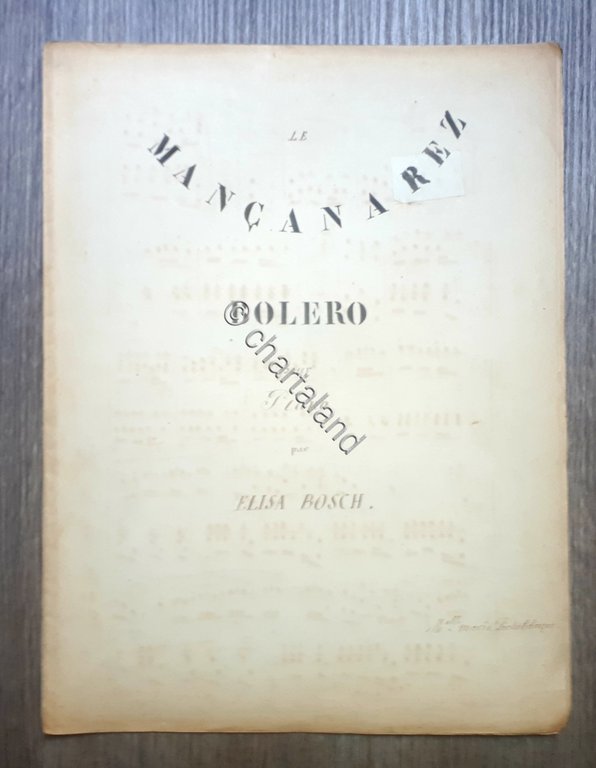 LE
MANÇANAREZ
BOLERO
© chartaland
par
ELISA BOSCH.